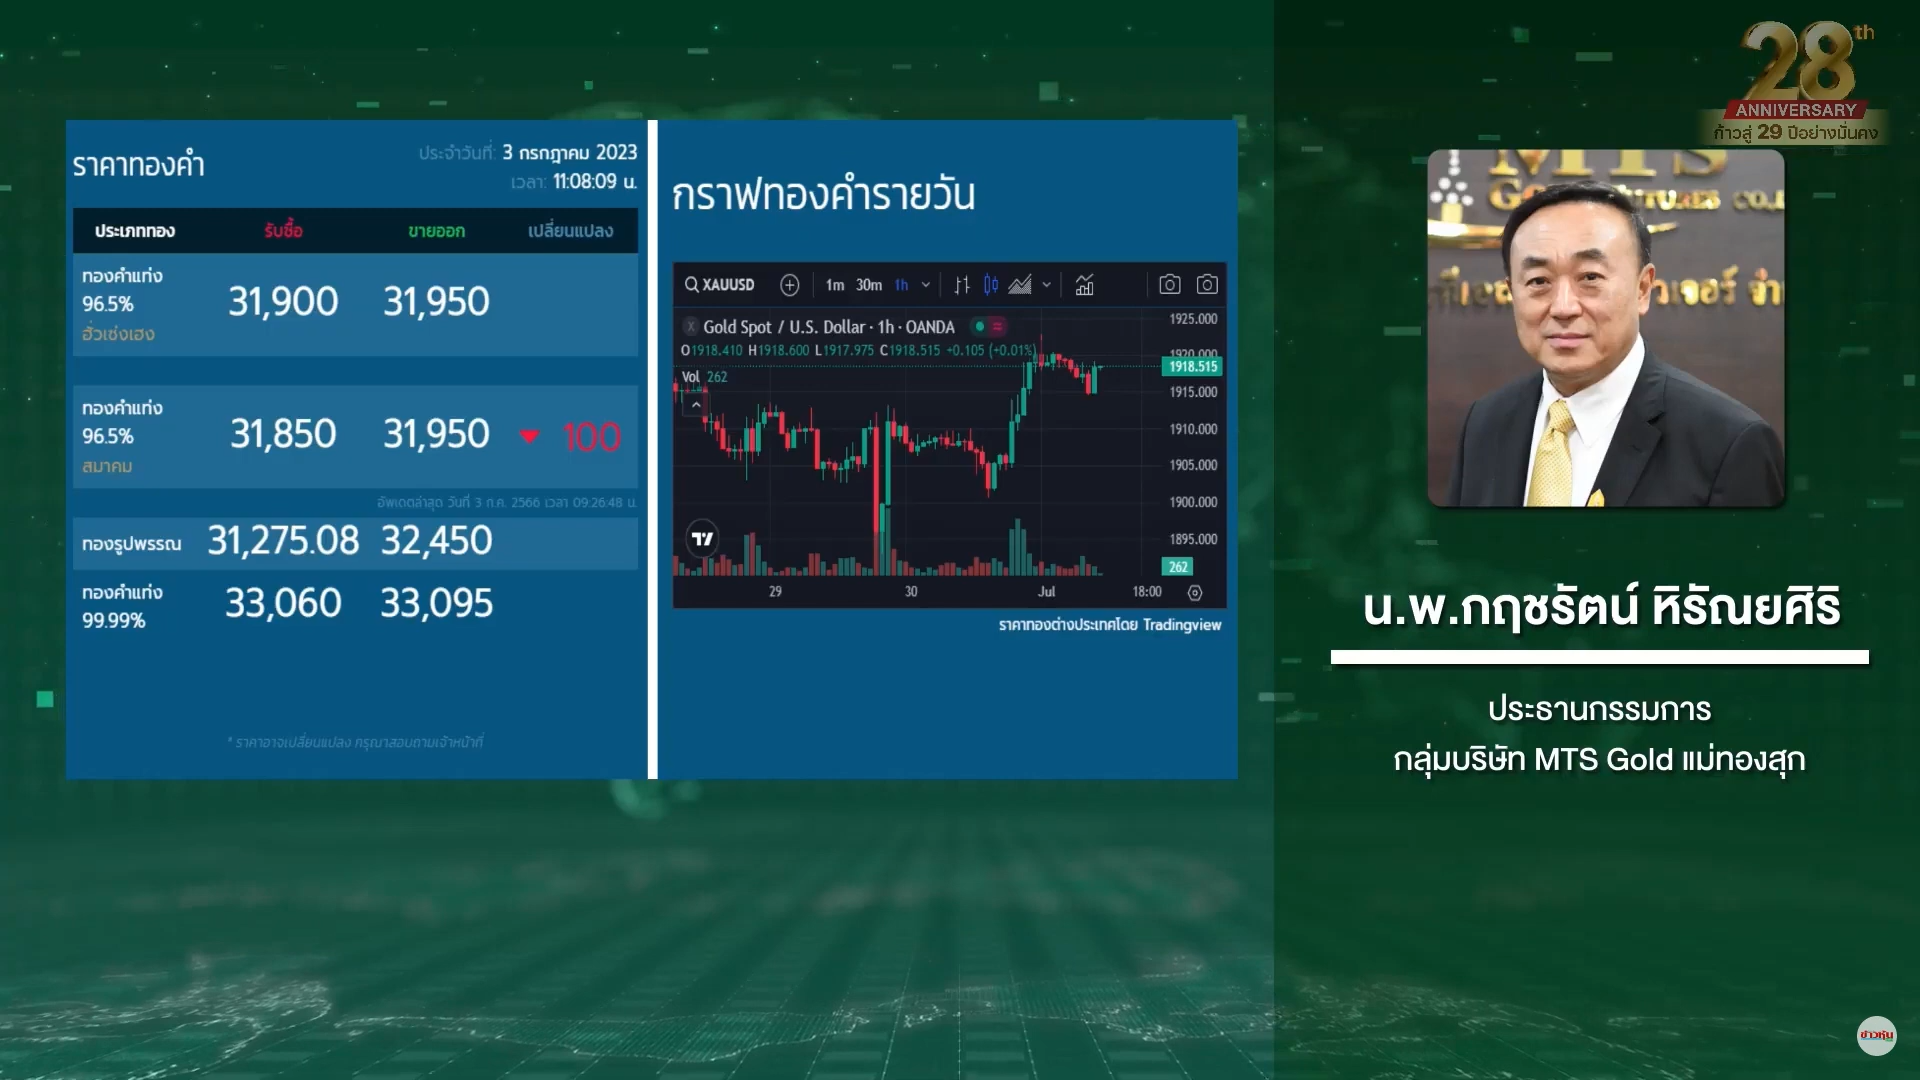 ราคาทองคำ
ประจำวันที่: 3 กรกฎาคม 2023
เวลา: 11:08:09 น.
ประเภททอง รับซื้อ ขายออก เปลี่ยนแปลง
ทองคำแท่ง
96.5%
ฮั่วเซ่งเฮง
31,900 31,950
ทองคำแท่ง
96.5%
สมาคม
31,850 31,950 100
อัพเดตล่าสุด วันที่ 3 ก.ค. 2566 เวลา 09:26:48 น.
ทองรูปพรรณ 31,275.08 32,450
ทองคำแท่ง
99.99%
33,060 33,095
* ราคาอาจเปลี่ยนแปลง กรุณาสอบถามเจ้าหน้าที่
กราฟทองคำรายวัน
XAUUSD 1m 30m 1h
Gold Spot / U.S. Dollar · 1h · OANDA
O1918.410 H1918.600 L1917.975 C1918.515 +0.105 (+0.01%)
Vol 262
1925.000
1920.000
1918.515
1915.000
1910.000
1905.000
1900.000
1895.000
262
29 30 Jul 18:00
ราคาทองต่างประเทศโดย Tradingview
28th
ANNIVERSARY
ก้าวสู่ 29 ปีอย่างมั่นคง
MTS
น.พ.กฤชรัตน์ หิรัณยศิริ
ประธานกรรมการ
กลุ่มบริษัท MTS Gold แม่ทองสุก
ข่าวหุ้น